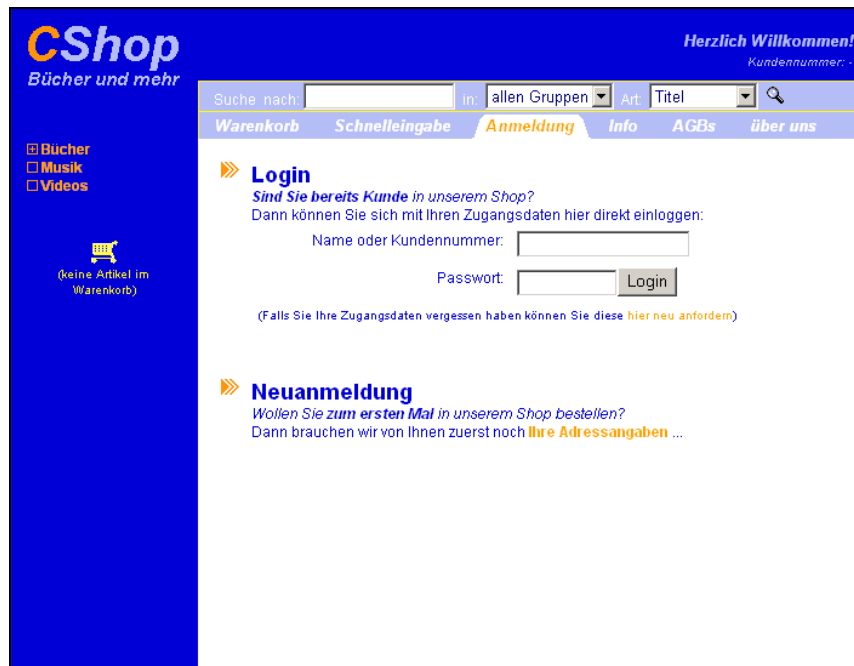 CShop
Bücher und mehr
Herzlich Willkommen!
Kundennummer: -
Suche nach: in: allen Gruppen Art: Titel
Warenkorb Schnelleingabe Anmeldung Info AGBs über uns
Bücher
Musik
Videos
(keine Artikel im
Warenkorb)
Login
Sind Sie bereits Kunde in unserem Shop?
Dann können Sie sich mit Ihren Zugangsdaten hier direkt einloggen:
Name oder Kundennummer:
Passwort: Login
(Falls Sie Ihre Zugangsdaten vergessen haben können Sie diese hier neu anfordern)
Neuanmeldung
Wollen Sie zum ersten Mal in unserem Shop bestellen?
Dann brauchen wir von Ihnen zuerst noch Ihre Adressangaben ...